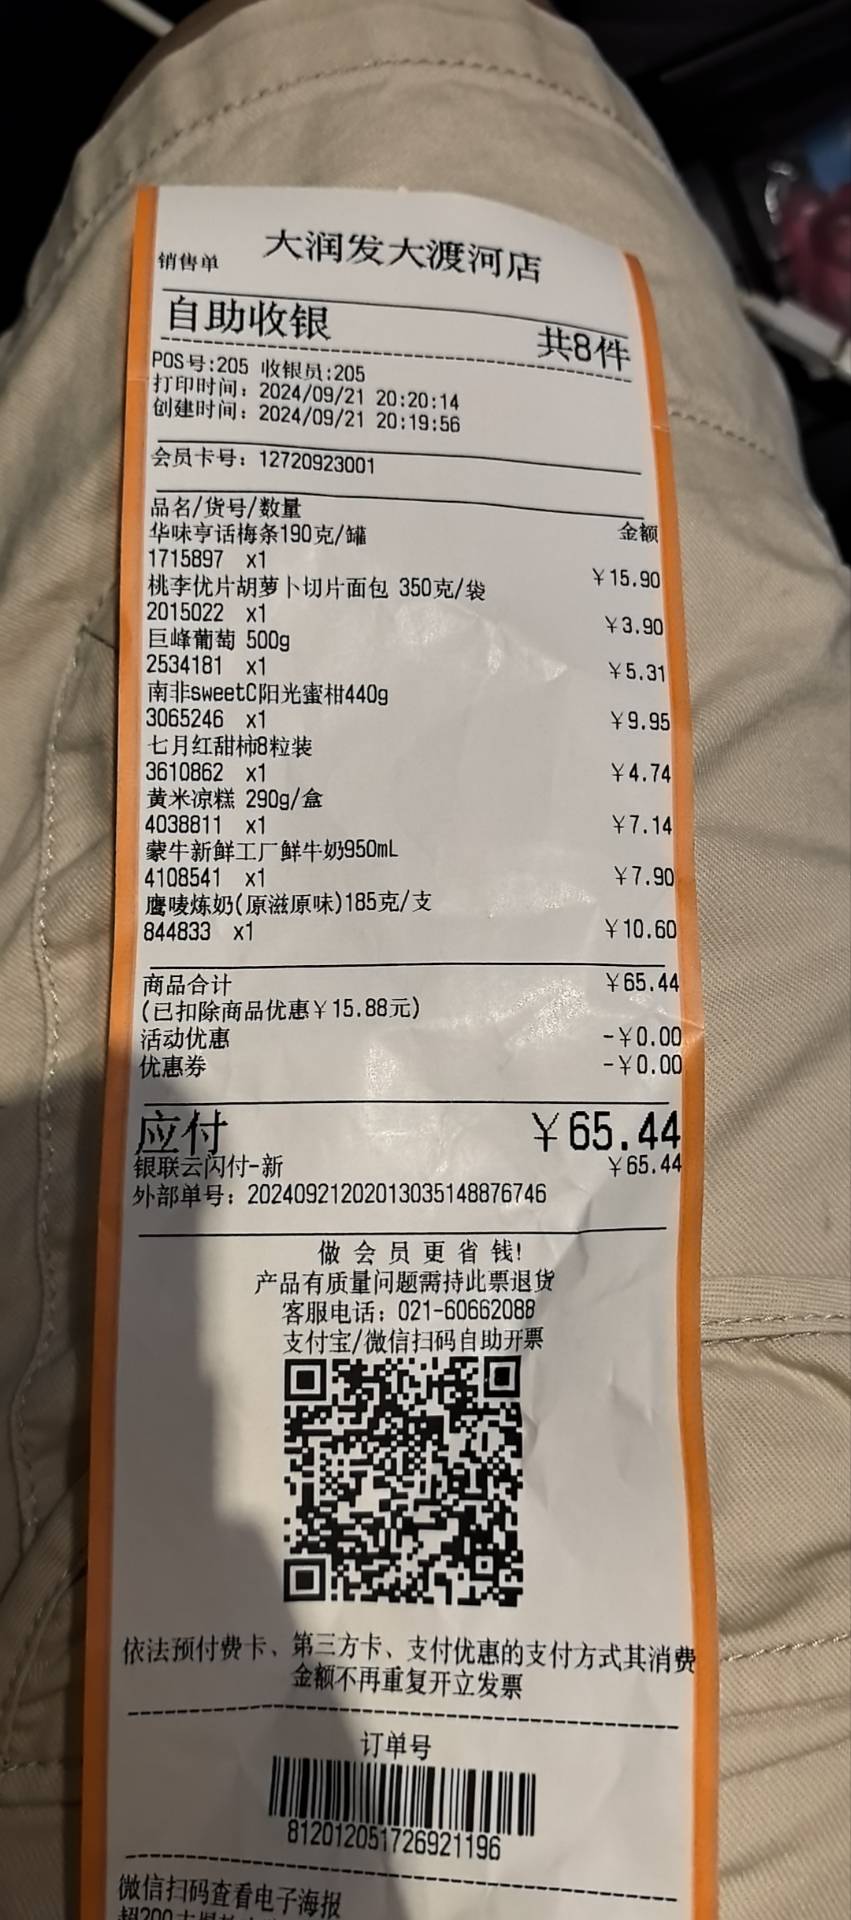 大润发大渡河店
销售单
自助收银 共8件
POS号:205 收银员:205
打印时间: 2024/09/21 20:20:14
创建时间: 2024/09/21 20:19:56
会员卡号: 12720923001
品名/货号/数量 金额
华味亨话梅条190克/罐
1715897 x1 ¥15.90
桃李优片胡萝卜切片面包 350克/袋
2015022 x1 ¥3.90
巨峰葡萄 500g
2534181 x1 ¥5.31
南非sweetC阳光蜜柑440g
3065246 x1 ¥9.95
七月红甜柿8粒装
3610862 x1 ¥4.74
黄米凉糕 290g/盒
4038811 x1 ¥7.14
蒙牛新鲜工厂鲜牛奶950mL
4108541 x1 ¥7.90
鹰唛炼奶(原滋原味)185克/支
844833 x1 ¥10.60
商品合计 ¥65.44
(已扣除商品优惠¥15.88元)
活动优惠 -¥0.00
优惠券 -¥0.00
应付 ¥65.44
银联云闪付-新 ¥65.44
外部单号: 20240921202013035148876746
做会员更省钱!
产品有质量问题需持此票退货
客服电话: 021-60662088
支付宝/微信扫码自助开票
依法预付费卡、第三方卡、支付优惠的支付方式其消费
金额不再重复开立发票
订单号
812012051726921196
微信扫码查看电子海报